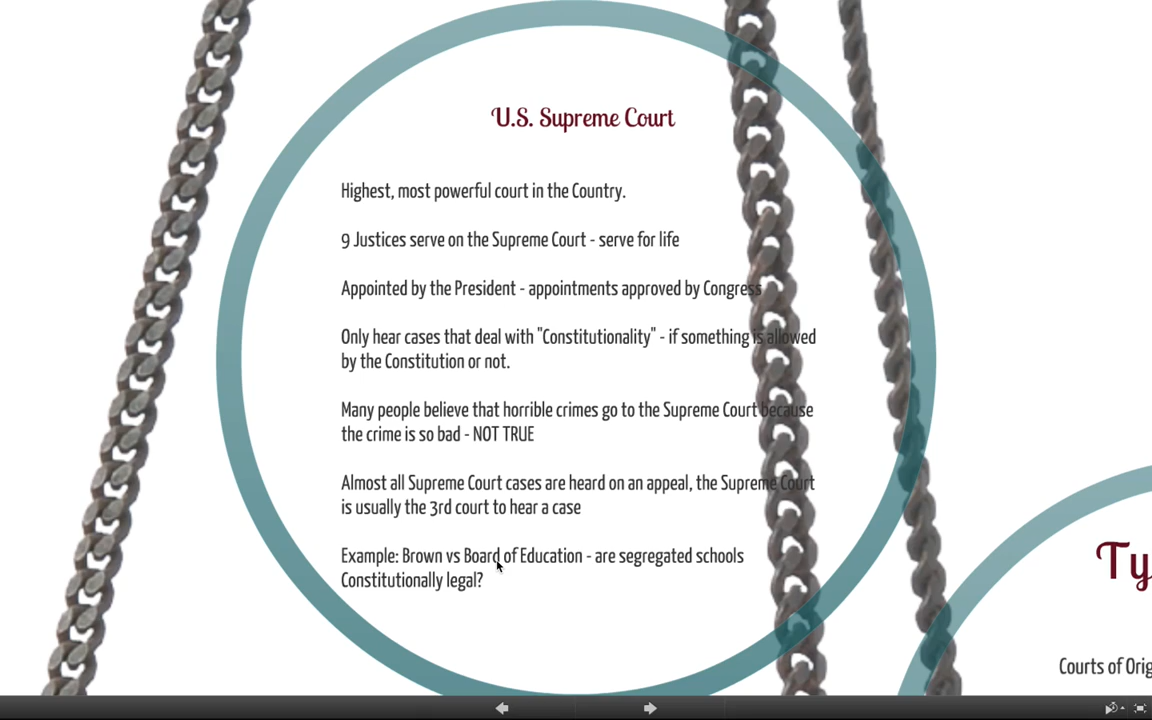 U.S. Supreme Court
Highest, most powerful court in the Country.
9 Justices serve on the Supreme Court - serve for life
Appointed by the President - appointments approved by Congress
Only hear cases that deal with "Constitutionality" - if something is allowed
by the Constitution or not.
Many people believe that horrible crimes go to the Supreme Court because
the crime is so bad - NOT TRUE
Almost all Supreme Court cases are heard on an appeal, the Supreme Court
is usually the 3rd court to hear a case
Example: Brown vs Board of Education - are segregated schools
Constitutionally legal?
Ty
Courts of Orig